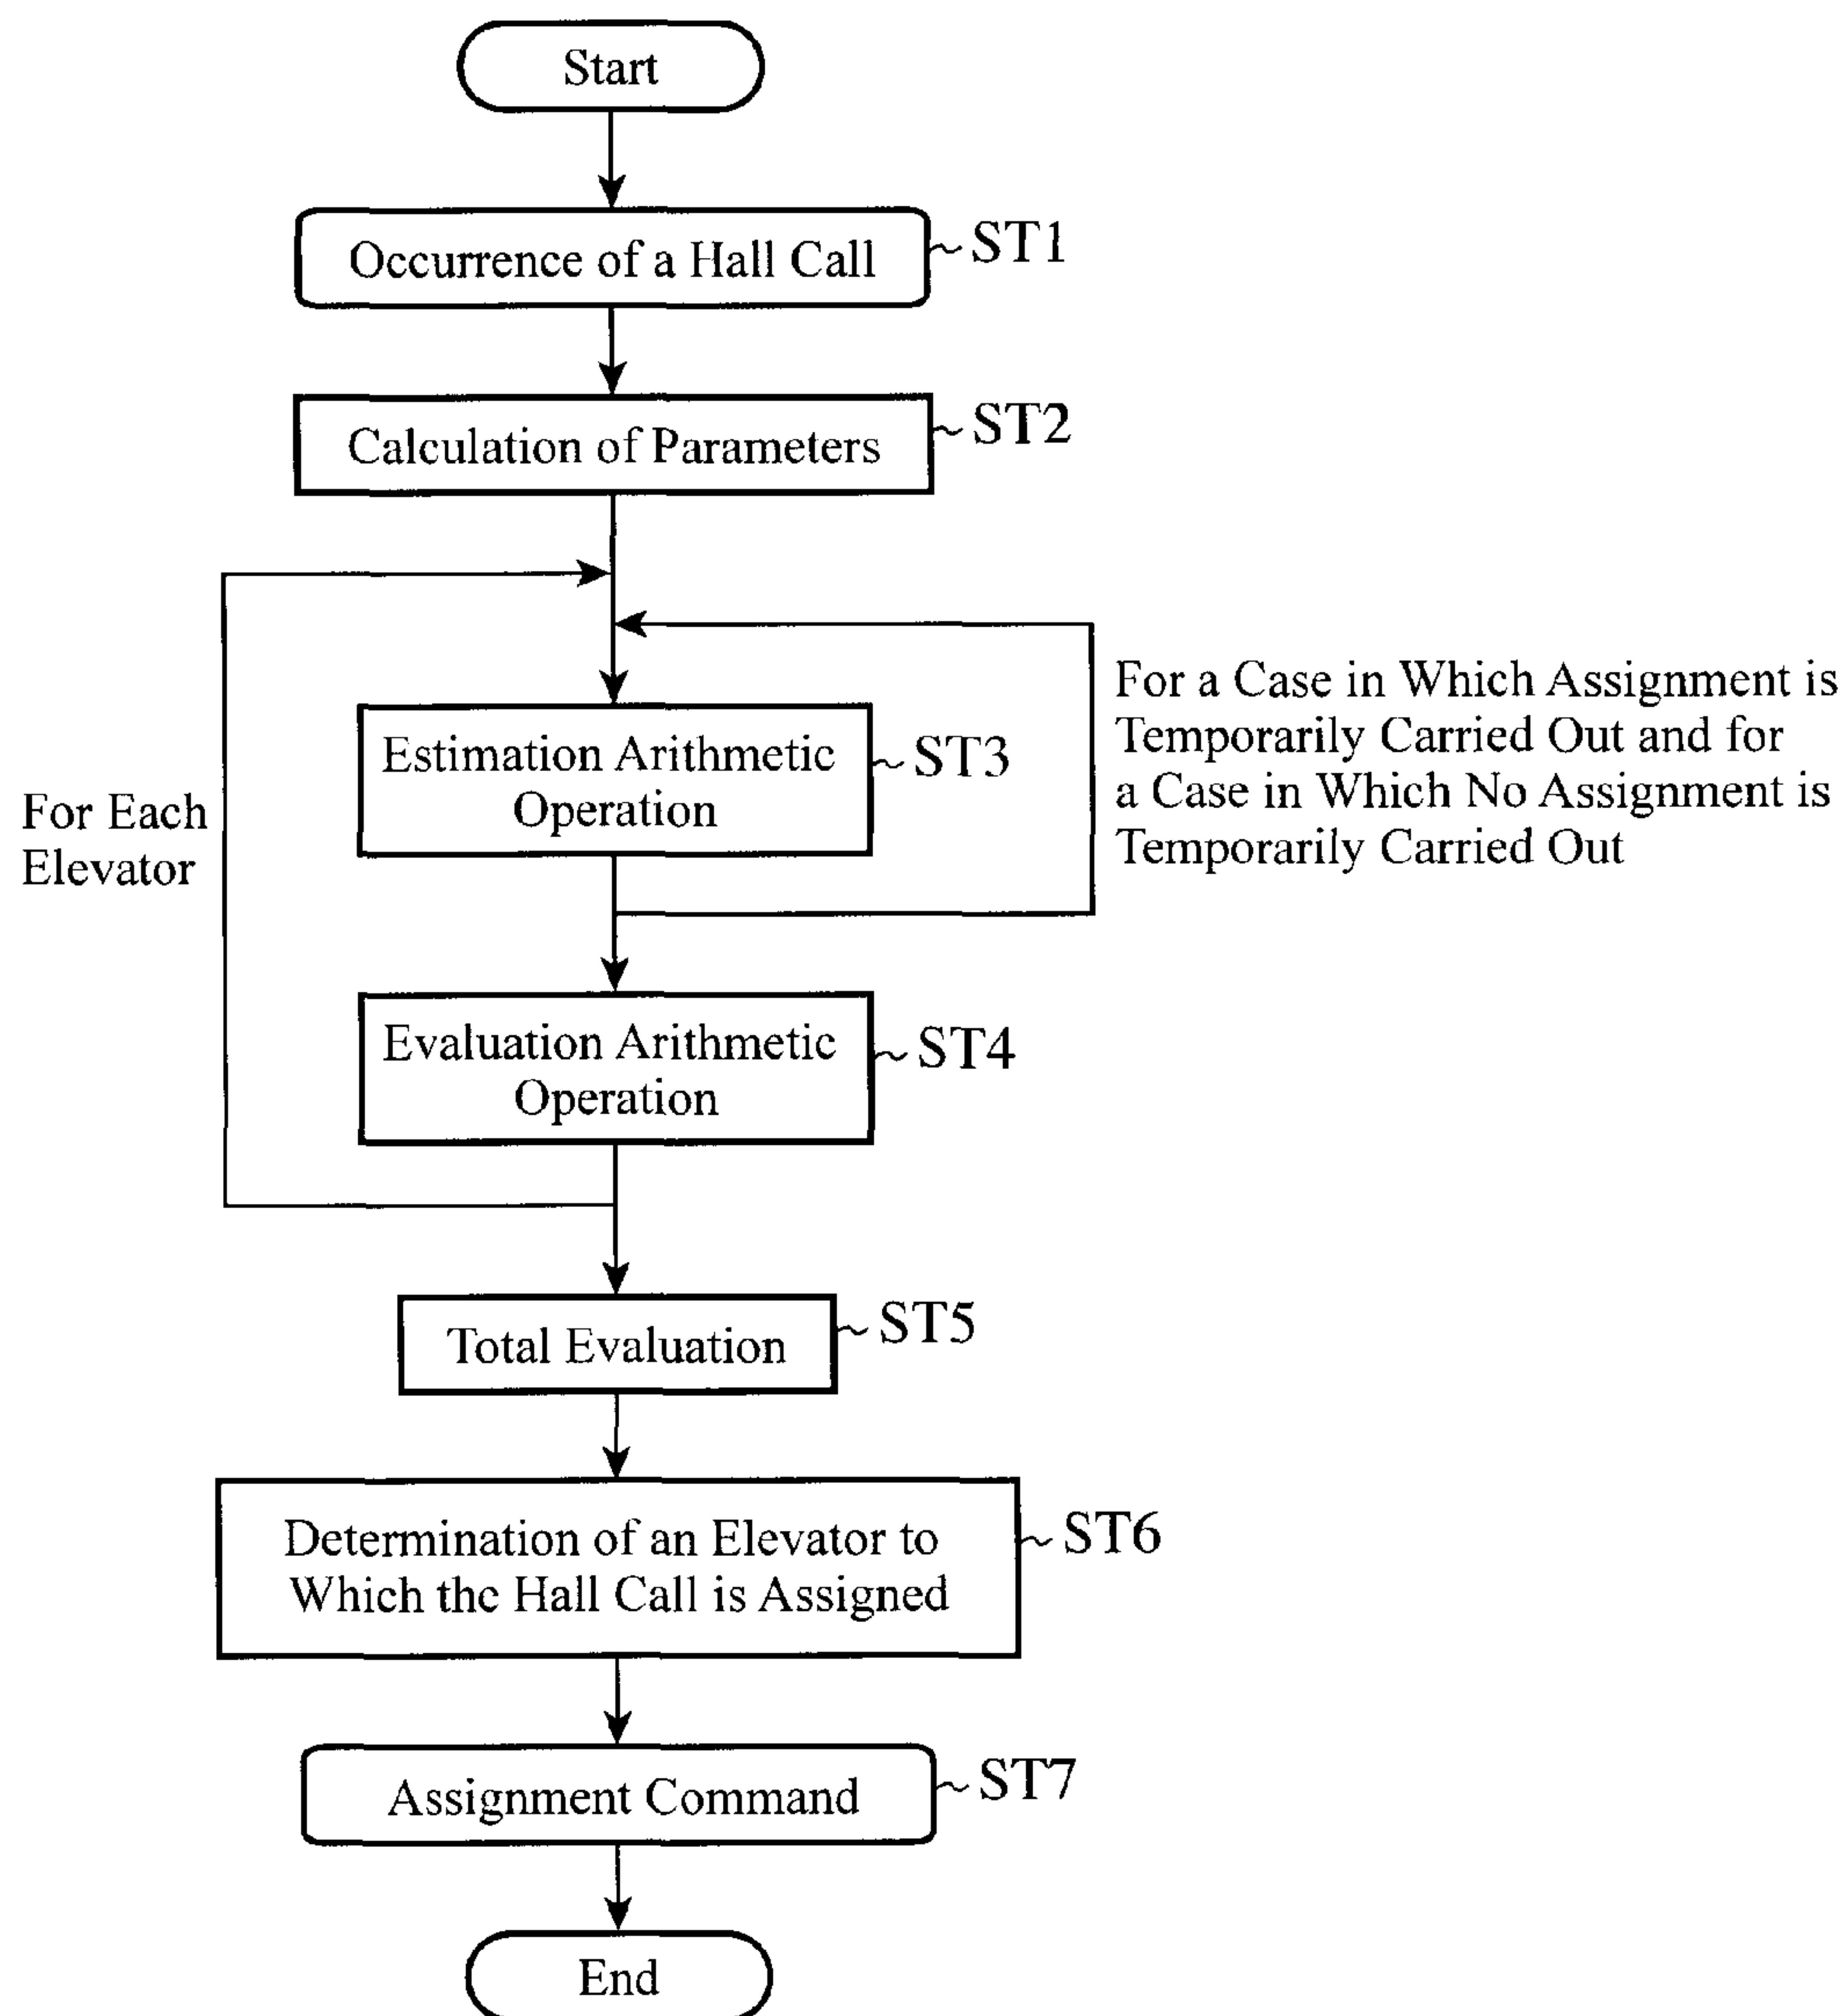 Start
Occurrence of a Hall Call
ST1
Calculation of Parameters
ST2
For a Case in Which Assignment is
Temporarily Carried Out and for
a Case in Which No Assignment is
Temporarily Carried Out
Estimation Arithmetic
Operation
ST3
For Each
Elevator
Evaluation Arithmetic
Operation
ST4
Total Evaluation
ST5
Determination of an Elevator to
Which the Hall Call is Assigned
ST6
Assignment Command
ST7
End